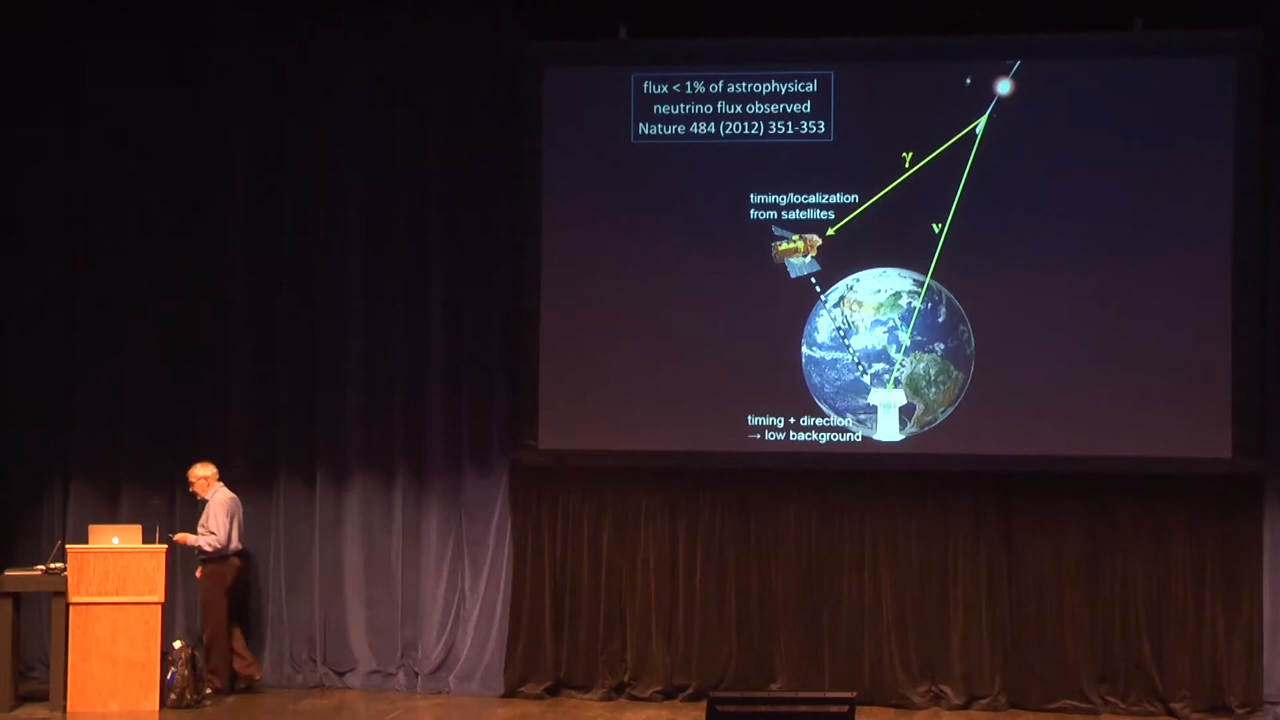 flux < 1% of astrophysical
neutrino flux observed
Nature 484 (2012) 351-353
γ
timing/localization
from satellites
ν
timing + direction
→ low background